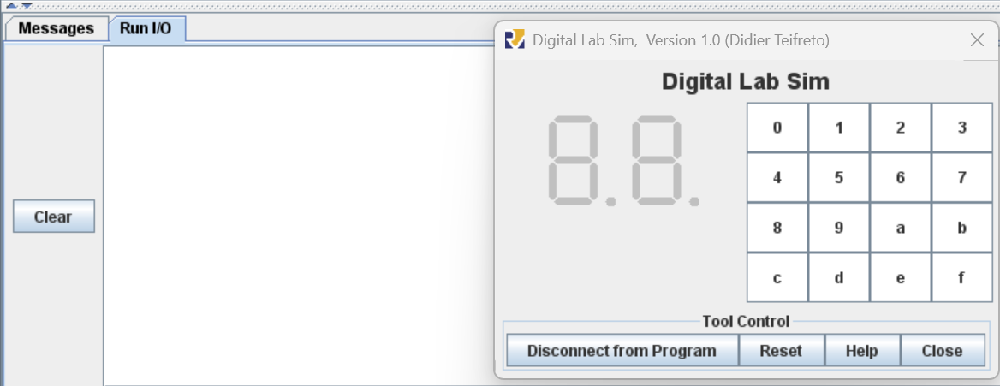 Messages Run I/O
Clear
Digital Lab Sim, Version 1.0 (Didier Teifreto)
Digital Lab Sim
8.8.
0 1 2 3
4 5 6 7
8 9 a b
c d e f
Tool Control
Disconnect from Program Reset Help Close